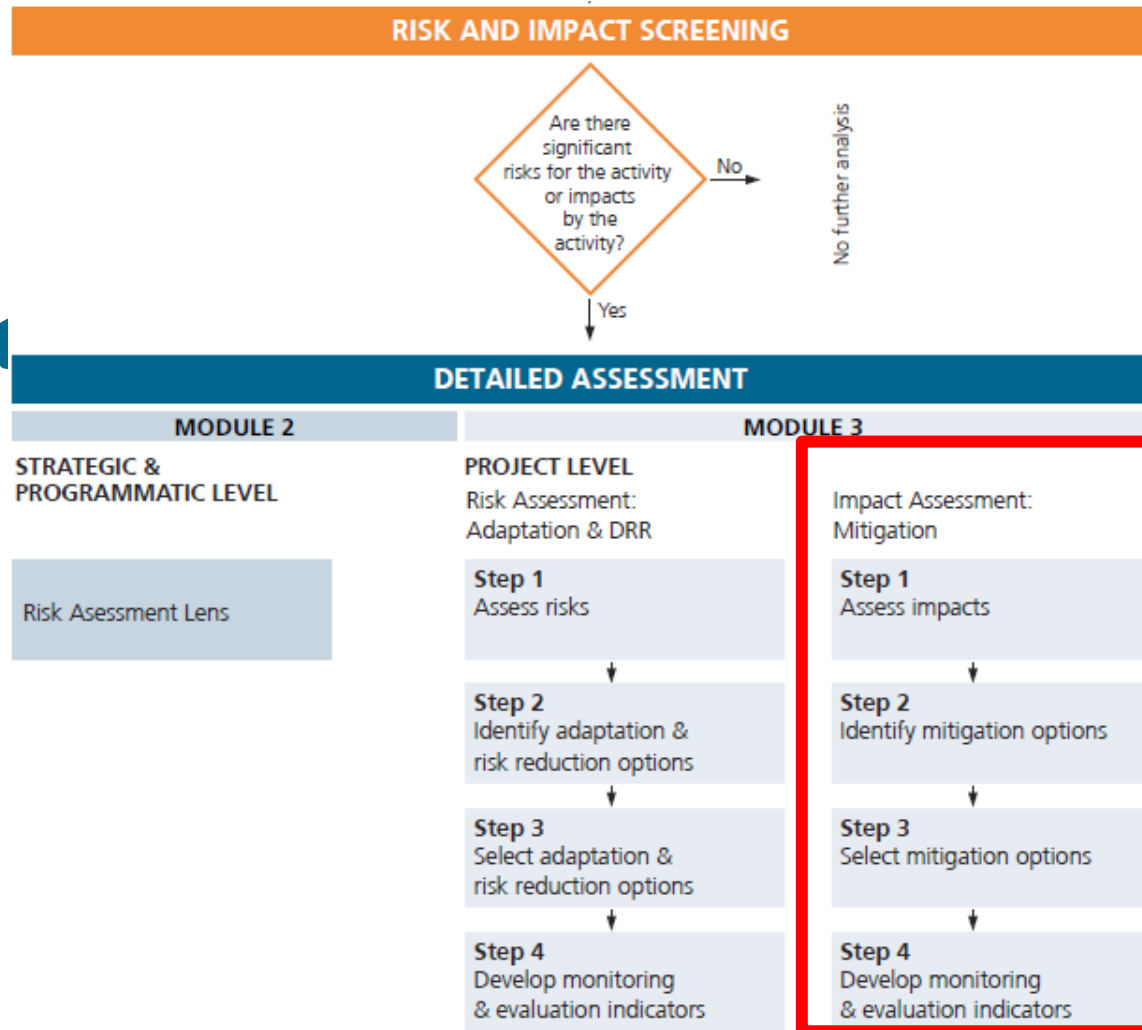 RISK AND IMPACT SCREENING
Are there
significant
risks for the activity
or impacts
by the
activity?
No
No further analysis
Yes
DETAILED ASSESSMENT
MODULE 2
MODULE 3
STRATEGIC &
PROGRAMMATIC LEVEL
Risk Asessment Lens
PROJECT LEVEL
Risk Assessment:
Adaptation & DRR
Step 1
Assess risks
Step 2
Identify adaptation &
risk reduction options
Step 3
Select adaptation &
risk reduction options
Step 4
Develop monitoring
& evaluation indicators
Impact Assessment:
Mitigation
Step 1
Assess impacts
Step 2
Identify mitigation options
Step 3
Select mitigation options
Step 4
Develop monitoring
& evaluation indicators